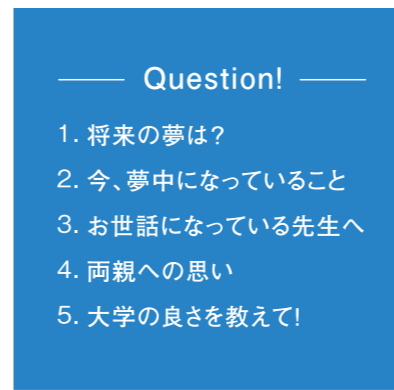 Question!
1. 将来の夢は?
2. 今、夢中になっていること
3. お世話になっている先生へ
4. 両親への思い
5. 大学の良さを教えて!